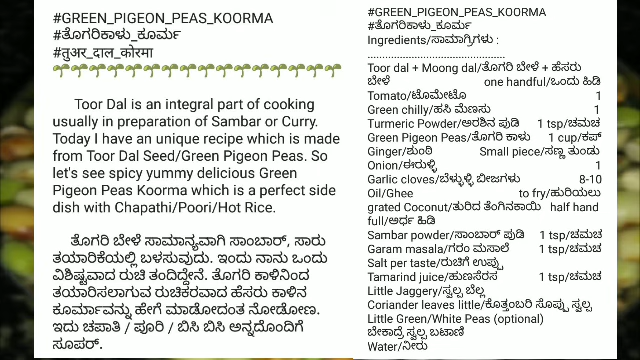 #GREEN_PIGEON_PEAS_KOORMA
#ತೊಗರಿಕಾಳು_ಕೂರ್ಮ
#तुअर_दाल_कोरमा
Toor Dal is an integral part of cooking
usually in preparation of Sambar or Curry.
Today I have an unique recipe which is made
from Toor Dal Seed/Green Pigeon Peas. So
let's see spicy yummy delicious Green
Pigeon Peas Koorma which is a perfect side
dish with Chapathi/Poori/Hot Rice.
ತೊಗರಿ ಬೇಳೆ ಸಾಮಾನ್ಯವಾಗಿ ಸಾಂಬಾರ್, ಸಾರು
ತಯಾರಿಕೆಯಲ್ಲಿ ಬಳಸುವುದು. ಇಂದು ನಾನು ಒಂದು
ವಿಶಿಷ್ಟವಾದ ರುಚಿ ತಂದಿದ್ದೇನೆ. ತೊಗರಿ ಕಾಳಿನಿಂದ
ತಯಾರಿಸಲಾಗುವ ರುಚಿಕರವಾದ ಹೆಸರು ಕಾಳಿನ
ಕೂರ್ಮಾವನ್ನು ಹೇಗೆ ಮಾಡೋದಂತ ನೋಡೋಣ.
ಇದು ಚಪಾತಿ / ಪೂರಿ / ಬಿಸಿ ಬಿಸಿ ಅನ್ನದೊಂದಿಗೆ
ಸೂಪರ್.
#GREEN_PIGEON_PEAS_KOORMA
#ತೊಗರಿಕಾಳು_ಕೂರ್ಮ
Ingredients/ಸಾಮಾಗ್ರಿಗಳು :
................................................
Toor dal + Moong dal/ತೊಗರಿ ಬೇಳೆ + ಹೆಸರು
ಬೇಳೆ one handful/ಒಂದು ಹಿಡಿ
Tomato/ಟೊಮೇಟೊ 1
Green chilly/ಹಸಿ ಮೆಣಸು 1
Turmeric Powder/ಅರಶಿನ ಪುಡಿ 1 tsp/ಚಮಚ
Green Pigeon Peas/ತೊಗರಿ ಕಾಳು 1 cup/ಕಪ್
Ginger/ಶುಂಠಿ Small piece/ಸಣ್ಣ ತುಂಡು
Onion/ಈರುಳ್ಳಿ 1
Garlic cloves/ಬೆಳ್ಳುಳ್ಳಿ ಬೀಜಗಳು 8-10
Oil/Ghee to fry/ಹುರಿಯಲು
grated Coconut/ತುರಿದ ತೆಂಗಿನಕಾಯಿ half hand
full/ಅರ್ಧ ಹಿಡಿ
Sambar powder/ಸಾಂಬಾರ್ ಪುಡಿ 1 tsp/ಚಮಚ
Garam masala/ಗರಂ ಮಸಾಲೆ 1 tsp/ಚಮಚ
Salt per taste/ರುಚಿಗೆ ಉಪ್ಪು
Tamarind juice/ಹುಣಸೆರಸ 1 tsp/ಚಮಚ
Little Jaggery/ಸ್ವಲ್ಪ ಬೆಲ್ಲ
Coriander leaves little/ಕೊತ್ತಂಬರಿ ಸೊಪ್ಪು ಸ್ವಲ್ಪ
Little Green/White Peas (optional)
ಬೇಕಾದ್ರೆ ಸ್ವಲ್ಪ ಬಟಾಣಿ
Water/ನೀರು